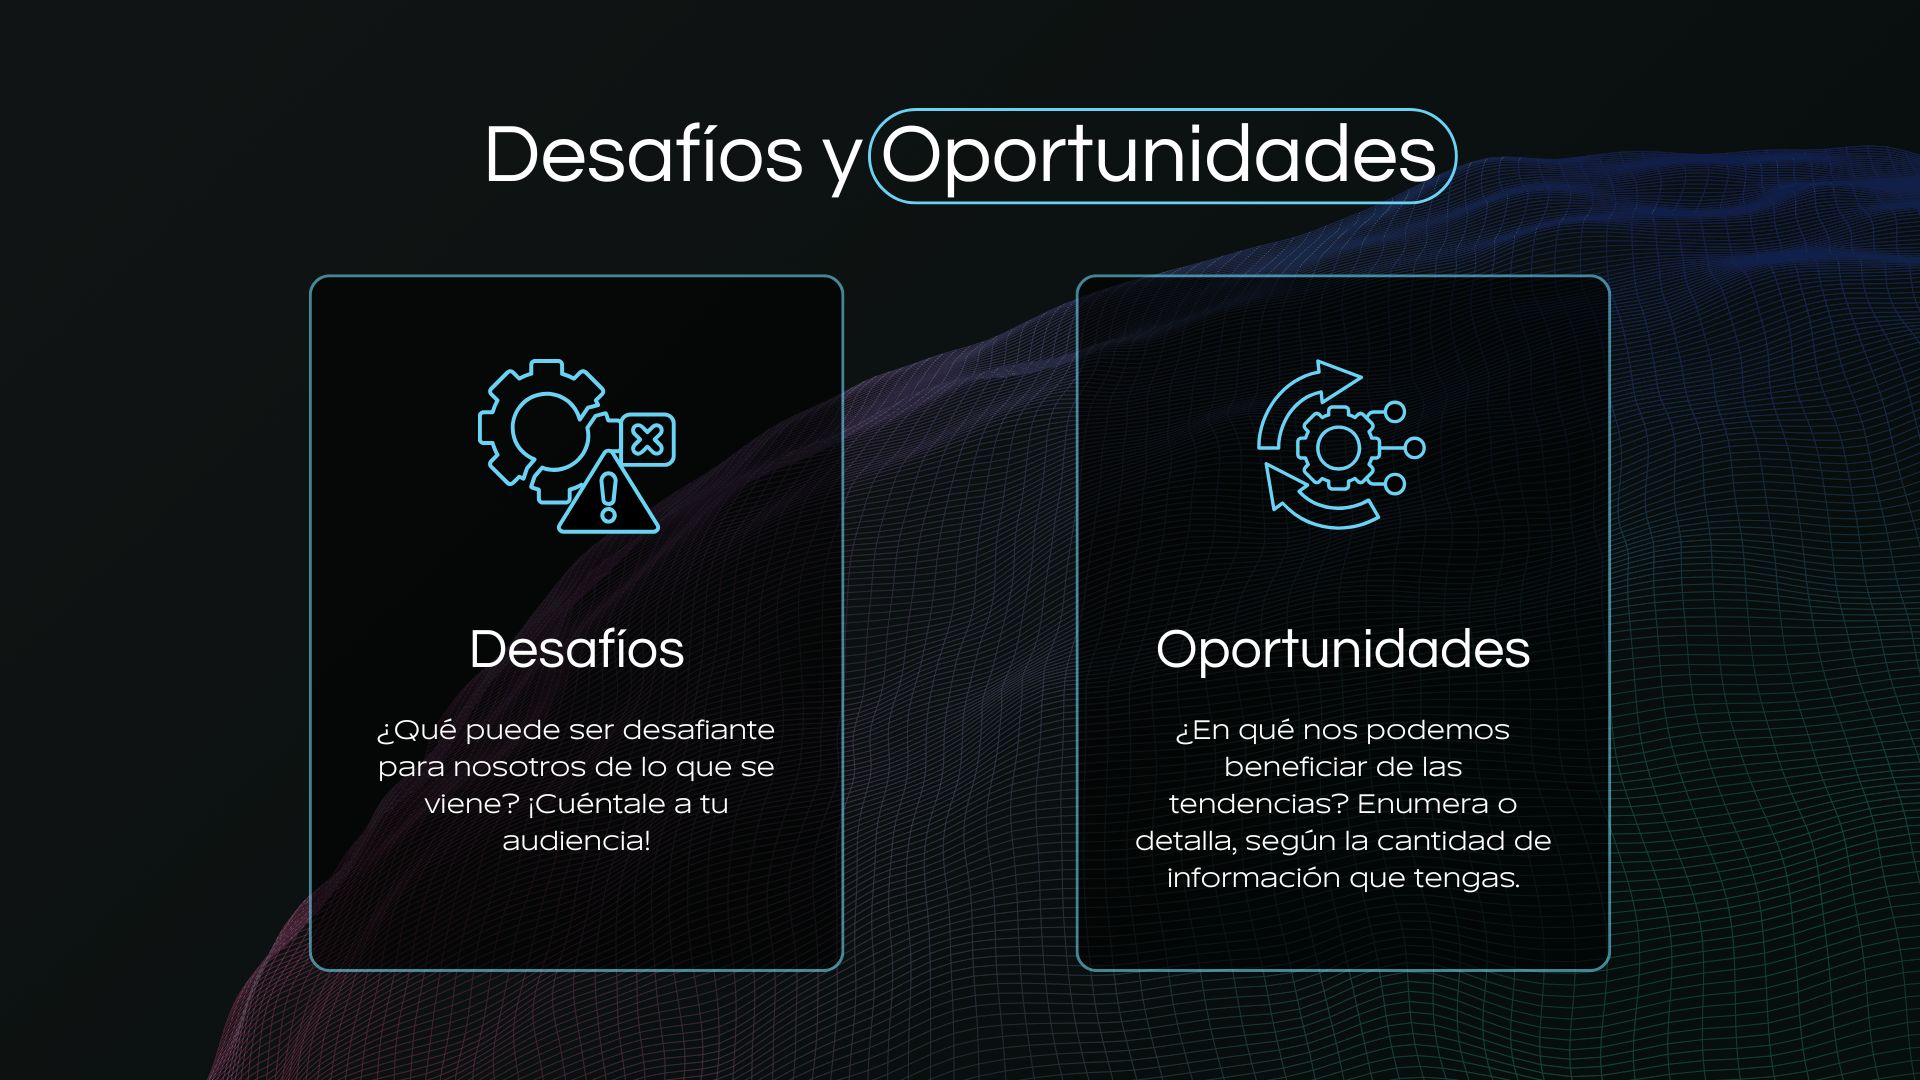 Desafíos y Oportunidades
Desafíos
¿Qué puede ser desafiante
para nosotros de lo que se
viene? ¡Cuéntale a tu
audiencia!
Oportunidades
¿En qué nos podemos
beneficiar de las
tendencias? Enumera o
detalla, según la cantidad de
información que tengas.